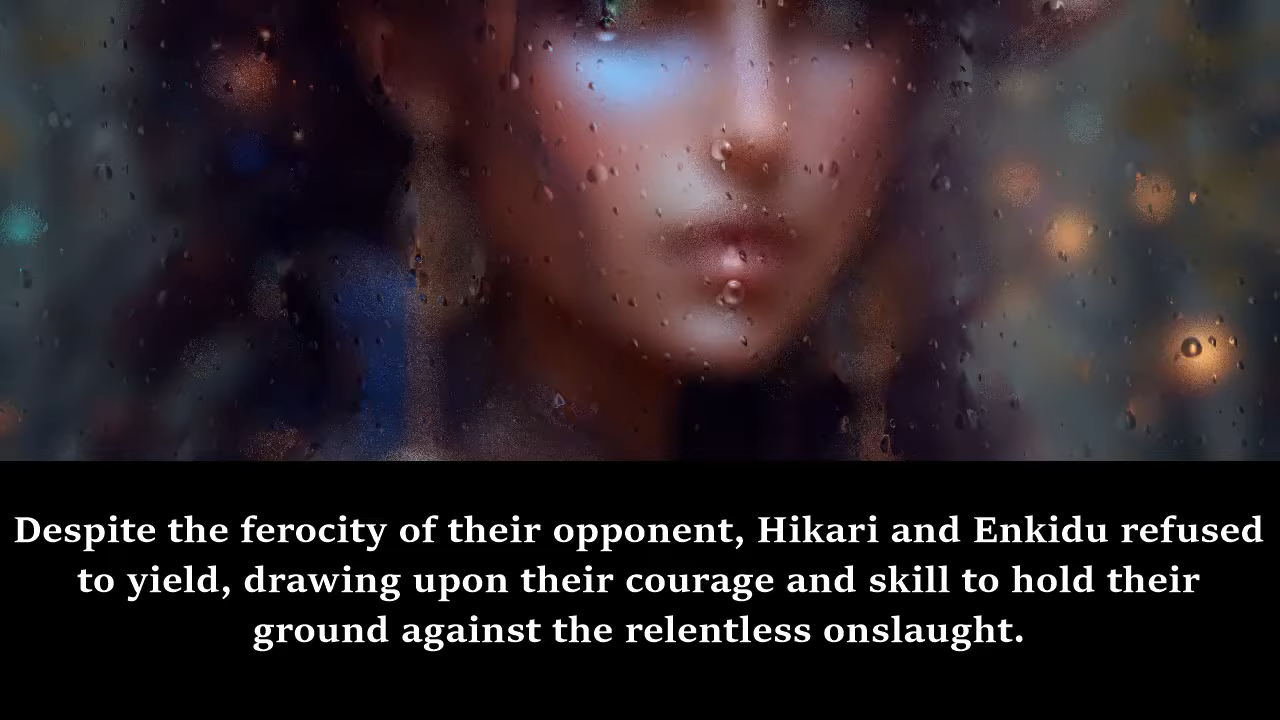 Despite the ferocity of their opponent, Hikari and Enkidu refused
to yield, drawing upon their courage and skill to hold their
ground against the relentless onslaught.